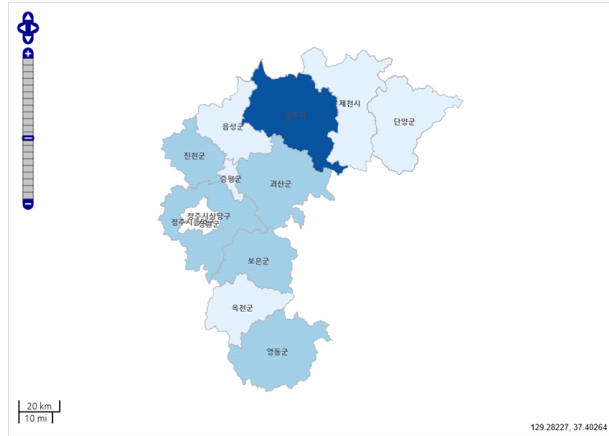 제천시
단양군
음성군
진천군
증평군
괴산군
청주시상당구
보은군
옥천군
영동군
20 km
10 mi
129.28227, 37.40264